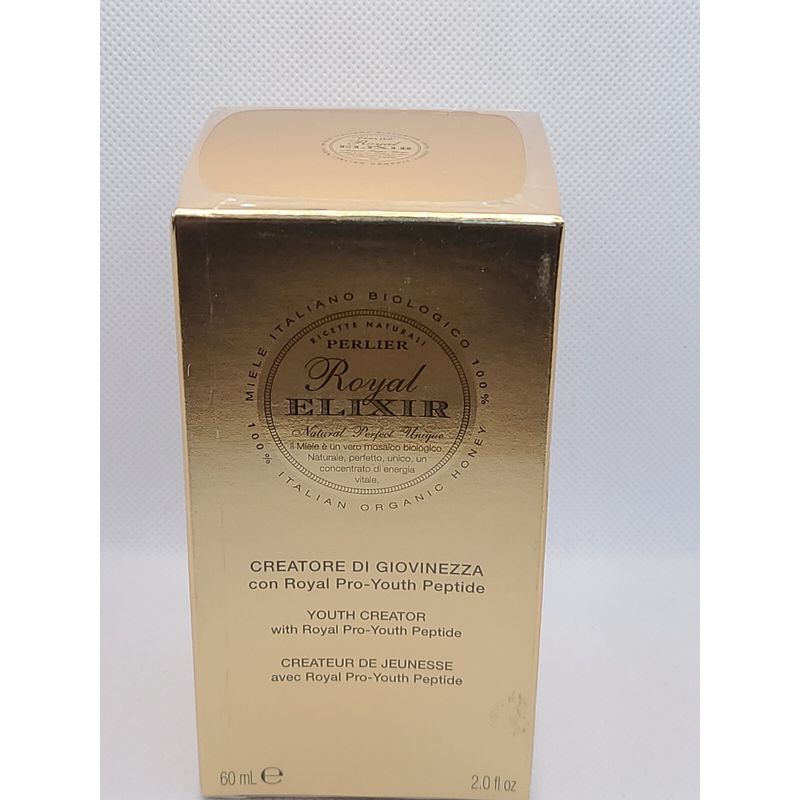 PERLIER
Royal
ELIXIR
MIELE ITALIANO BIOLOGICO 100%
RICETTE NATURALI
PERLIER
Royal
ELIXIR
Natural Perfect Unique
Il Miele è un vero mosaico biologico.
Naturale, perfetto, unico, un
concentrato di energia
vitale.
100% ITALIAN ORGANIC HONEY
CREATORE DI GIOVINEZZA
con Royal Pro-Youth Peptide
YOUTH CREATOR
with Royal Pro-Youth Peptide
CREATEUR DE JEUNESSE
avec Royal Pro-Youth Peptide
60 mL ℮
2.0 fl oz